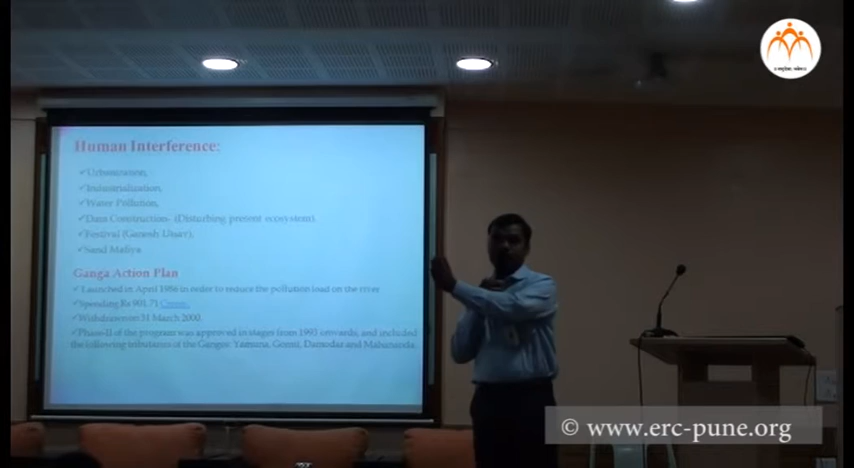 Human Interference:
✓Urbanization,
✓Industrialization,
✓Water Pollution,
✓Dam Construction- (Disturbing present ecosystem).
✓Festival (Ganesh Utsav),
✓Sand Mafiya
Ganga Action Plan
✓Launched in April 1986 in order to reduce the pollution load on the river
✓Spending Rs 901.71 Crore.
✓Withdrawn on 31 March 2000.
✓Phase-II of the program was approved in stages from 1993 onwards, and included
the following tributaries of the Ganges: Yamuna, Gomti, Damodar and Mahananda.
© www.erc-pune.org